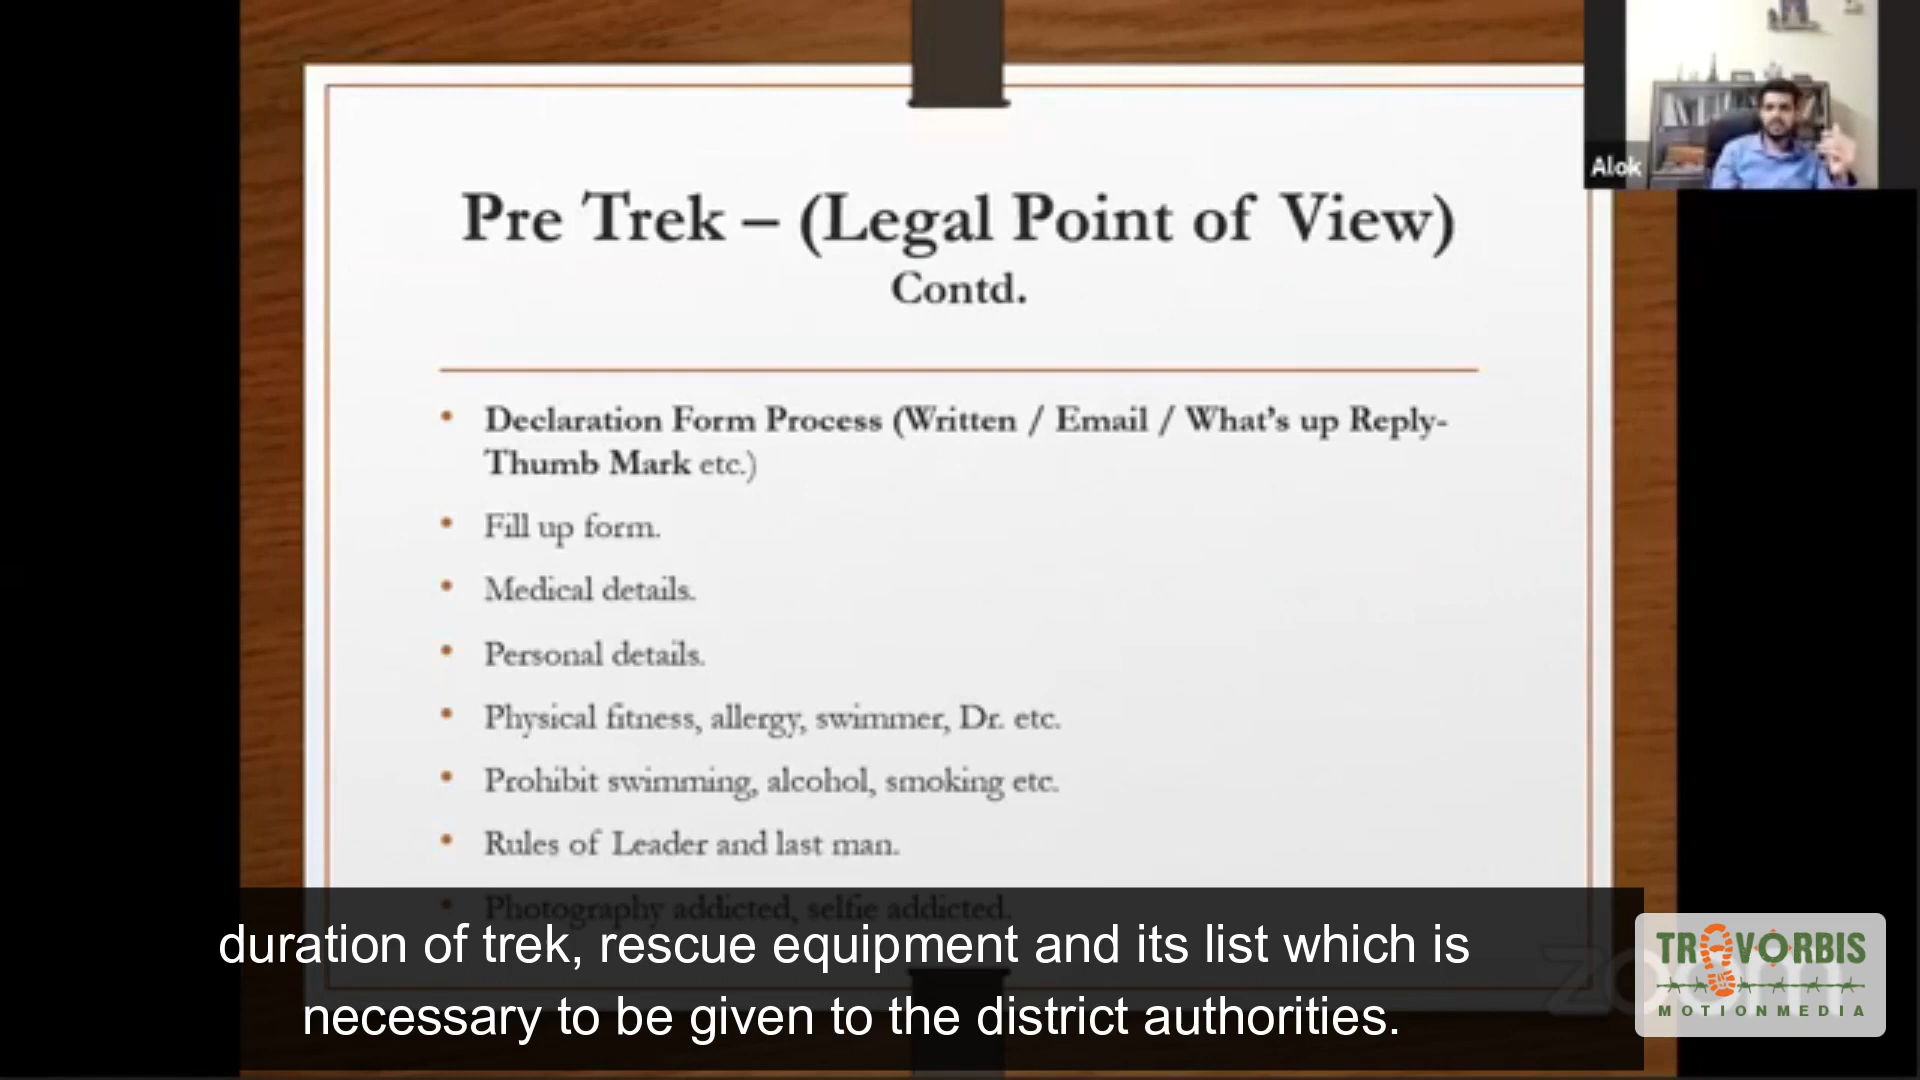 Alok
Pre Trek – (Legal Point of View)
Contd.
• Declaration Form Process (Written / Email / What's up Reply-
Thumb Mark etc.)
• Fill up form.
• Medical details.
• Personal details.
• Physical fitness, allergy, swimmer, Dr. etc.
• Prohibit swimming, alcohol, smoking etc.
• Rules of Leader and last man.
• Photography addicted, selfie addicted.
duration of trek, rescue equipment and its list which is
necessary to be given to the district authorities.
zoom
TRAVORBIS
MOTIONMEDIA